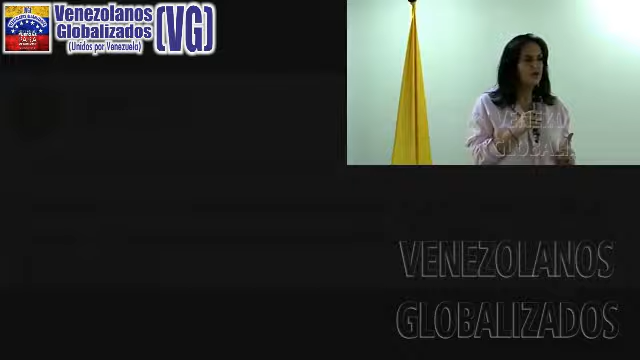 Venezolanos
Globalizados
(Unidos por Venezuela)
(VG)
VENEZOLANOS
GLOBALIZADOS